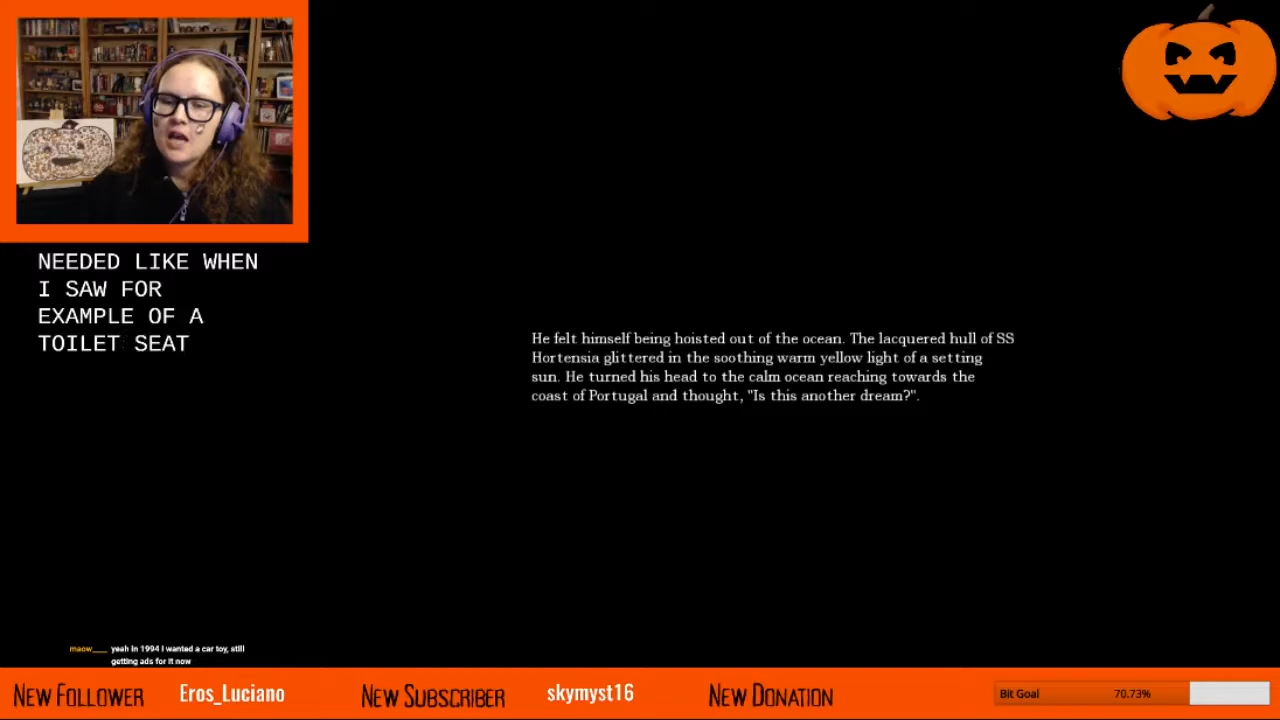 NEEDED LIKE WHEN
I SAW FOR
EXAMPLE OF A
TOILET SEAT
He felt himself being hoisted out of the ocean. The lacquered hull of SS
Hortensia glittered in the soothing warm yellow light of a setting
sun. He turned his head to the calm ocean reaching towards the
coast of Portugal and thought, "Is this another dream?".
maow___ yeah in 1994 I wanted a car toy, still
getting ads for it now
NEW FOLLOWER Eros_Luciano NEW SUBSCRIBER skymyst16 NEW DONATION Bit Goal 70.73%